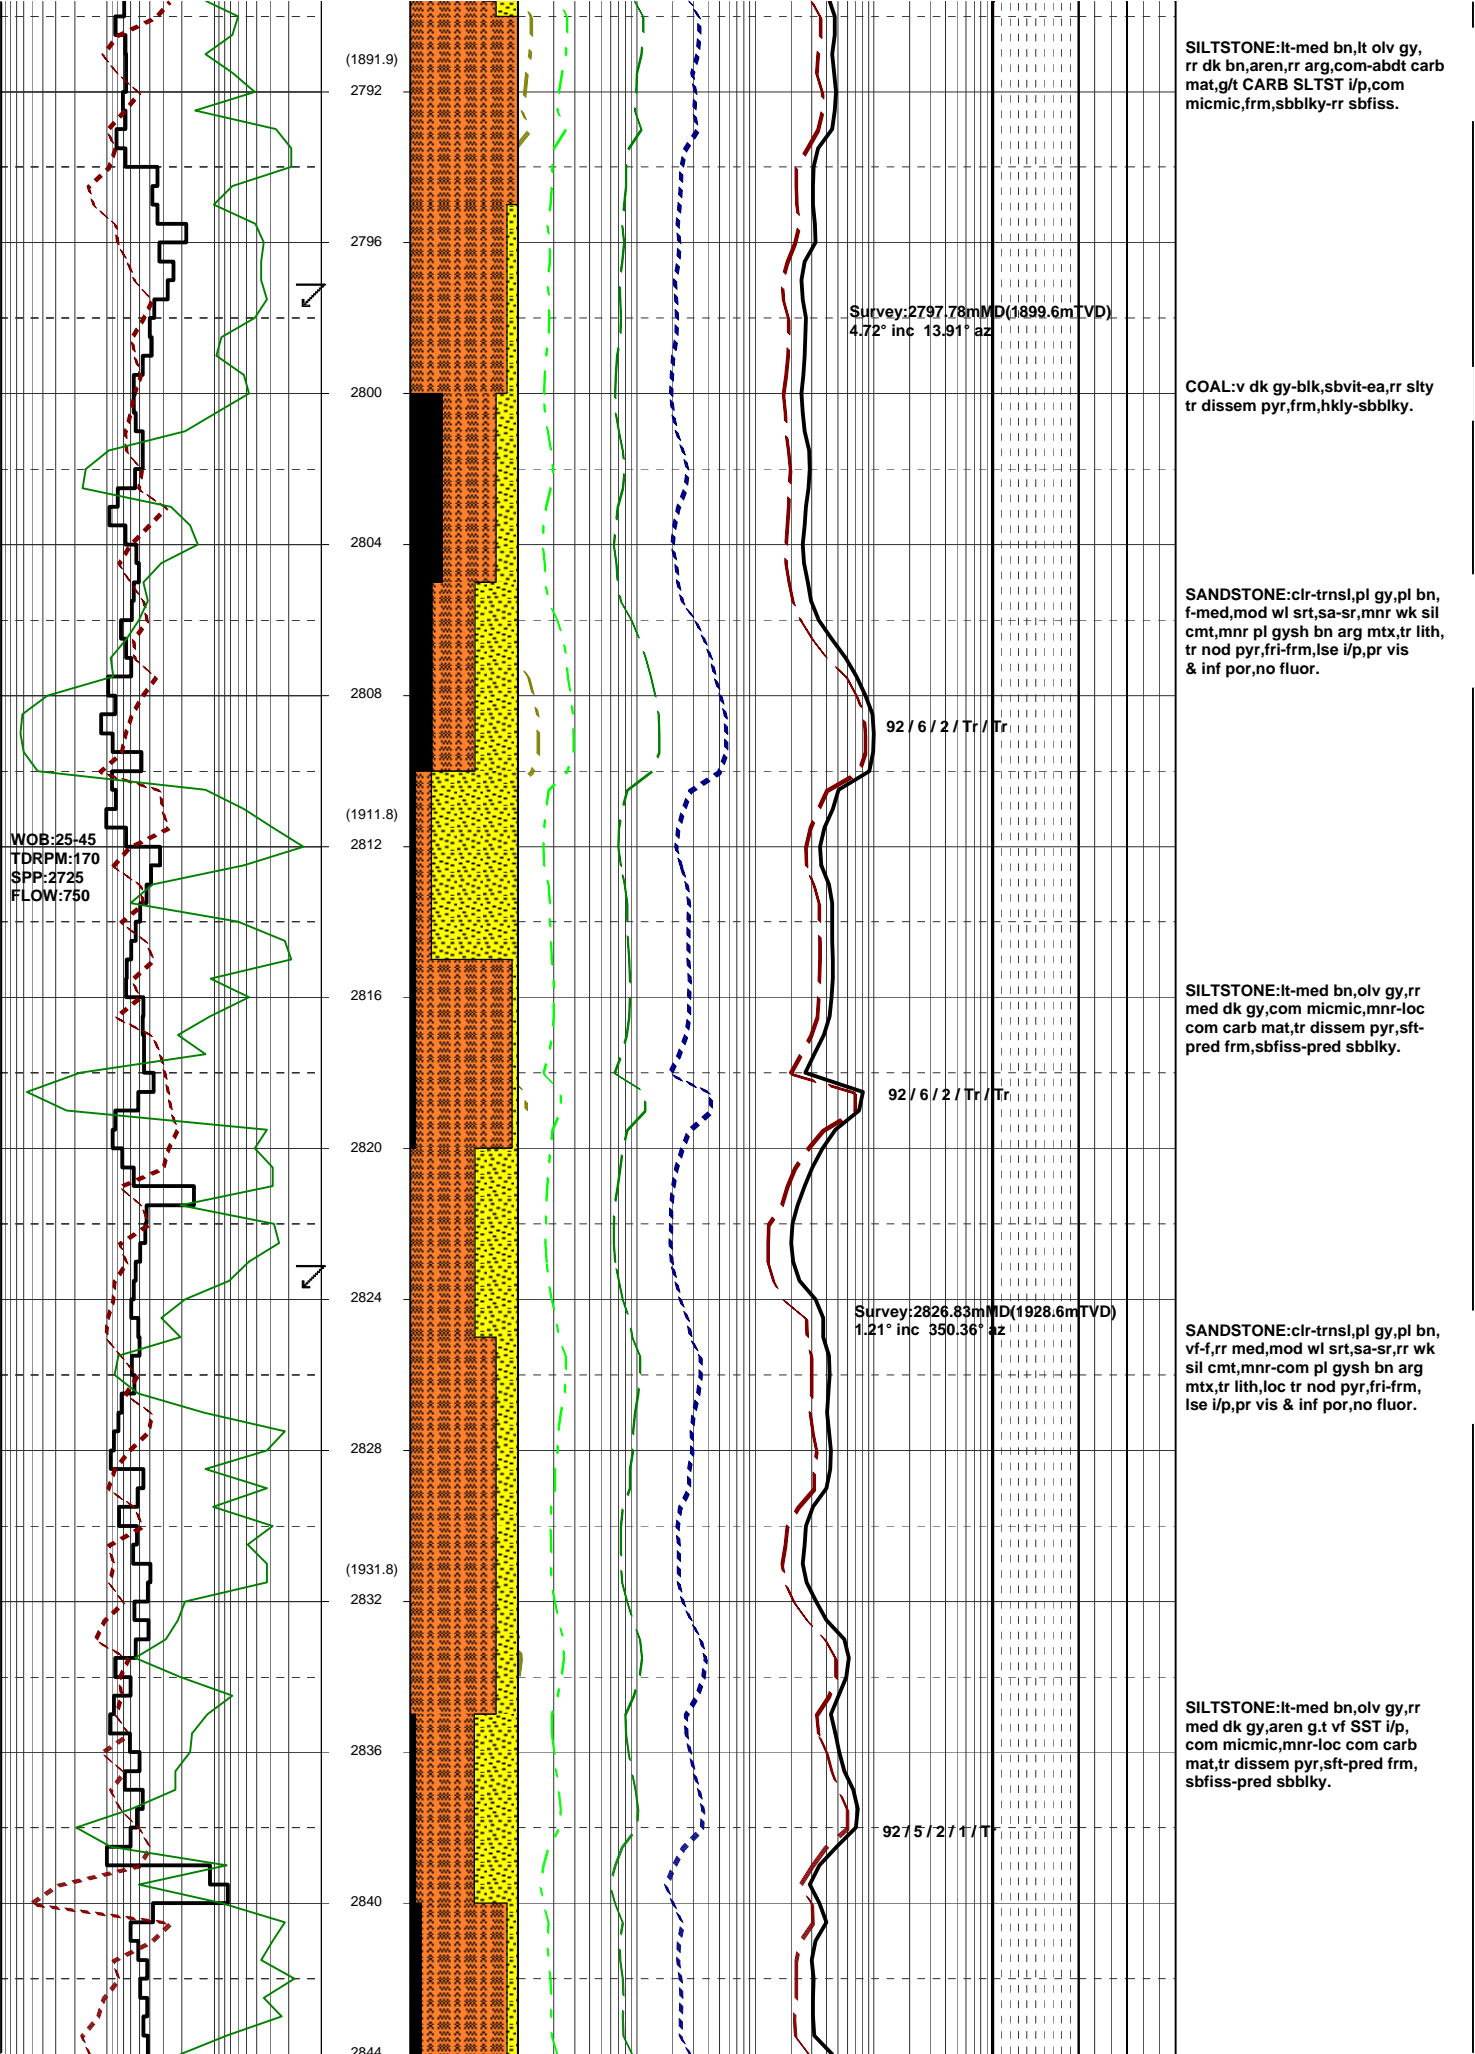 SILTSTONE:lt-med bn,lt olv gy,
rr dk bn,aren,rr arg,com-abdt carb
mat,g/t CARB SLTST i/p,com
micmic,frm,sbblky-rr sbfiss.
(1891.9)
2792
2796
Survey:2797.78mMD(1899.6mTVD)
4.72° inc 13.91° az
COAL:v dk gy-blk,sbvit-ea,rr slty
tr dissem pyr,frm,hkly-sbblky.
2800
2804
SANDSTONE:clr-trnsl,pl gy,pl bn,
f-med,mod wl srt,sa-sr,mnr wk sil
cmt,mnr pl gysh bn arg mtx,tr lith,
tr nod pyr,fri-frm,lse i/p,pr vis
& inf por,no fluor.
2808
92 / 6 / 2 / Tr / Tr
(1911.8)
WOB:25-45
TDRPM:170
SPP:2725
FLOW:750
2812
2816
SILTSTONE:lt-med bn,olv gy,rr
med dk gy,com micmic,mnr-loc
com carb mat,tr dissem pyr,sft-
pred frm,sbfiss-pred sbblky.
92 / 6 / 2 / Tr / Tr
2820
2824
Survey:2826.83mMD(1928.6mTVD)
1.21° inc 350.36° az
SANDSTONE:clr-trnsl,pl gy,pl bn,
vf-f,rr med,mod wl srt,sa-sr,rr wk
sil cmt,mnr-com pl gysh bn arg
mtx,tr lith,loc tr nod pyr,fri-frm,
lse i/p,pr vis & inf por,no fluor.
2828
(1931.8)
2832
SILTSTONE:lt-med bn,olv gy,rr
med dk gy,aren g.t vf SST i/p,
com micmic,mnr-loc com carb
mat,tr dissem pyr,sft-pred frm,
sbfiss-pred sbblky.
2836
92 / 5 / 2 / 1 / Tr
2840
2844